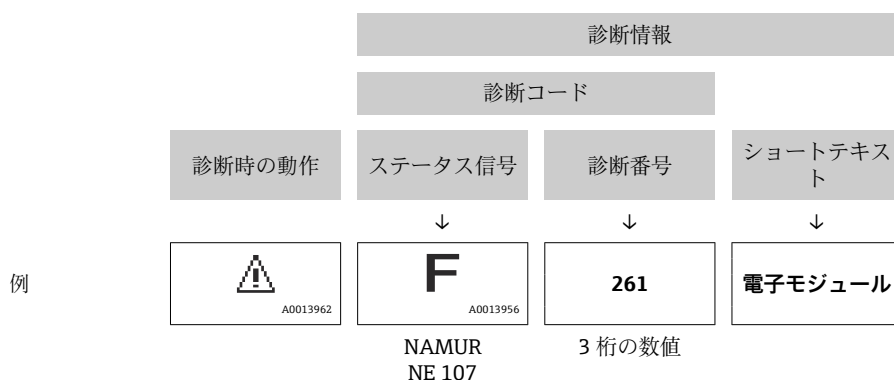 診断情報
診断コード
診断時の動作
ステータス信号
診断番号
ショートテキス
ト
↓
↓
↓
例
A0013962
F
A0013956
261
電子モジュール
NAMUR
NE 107
3 桁の数値